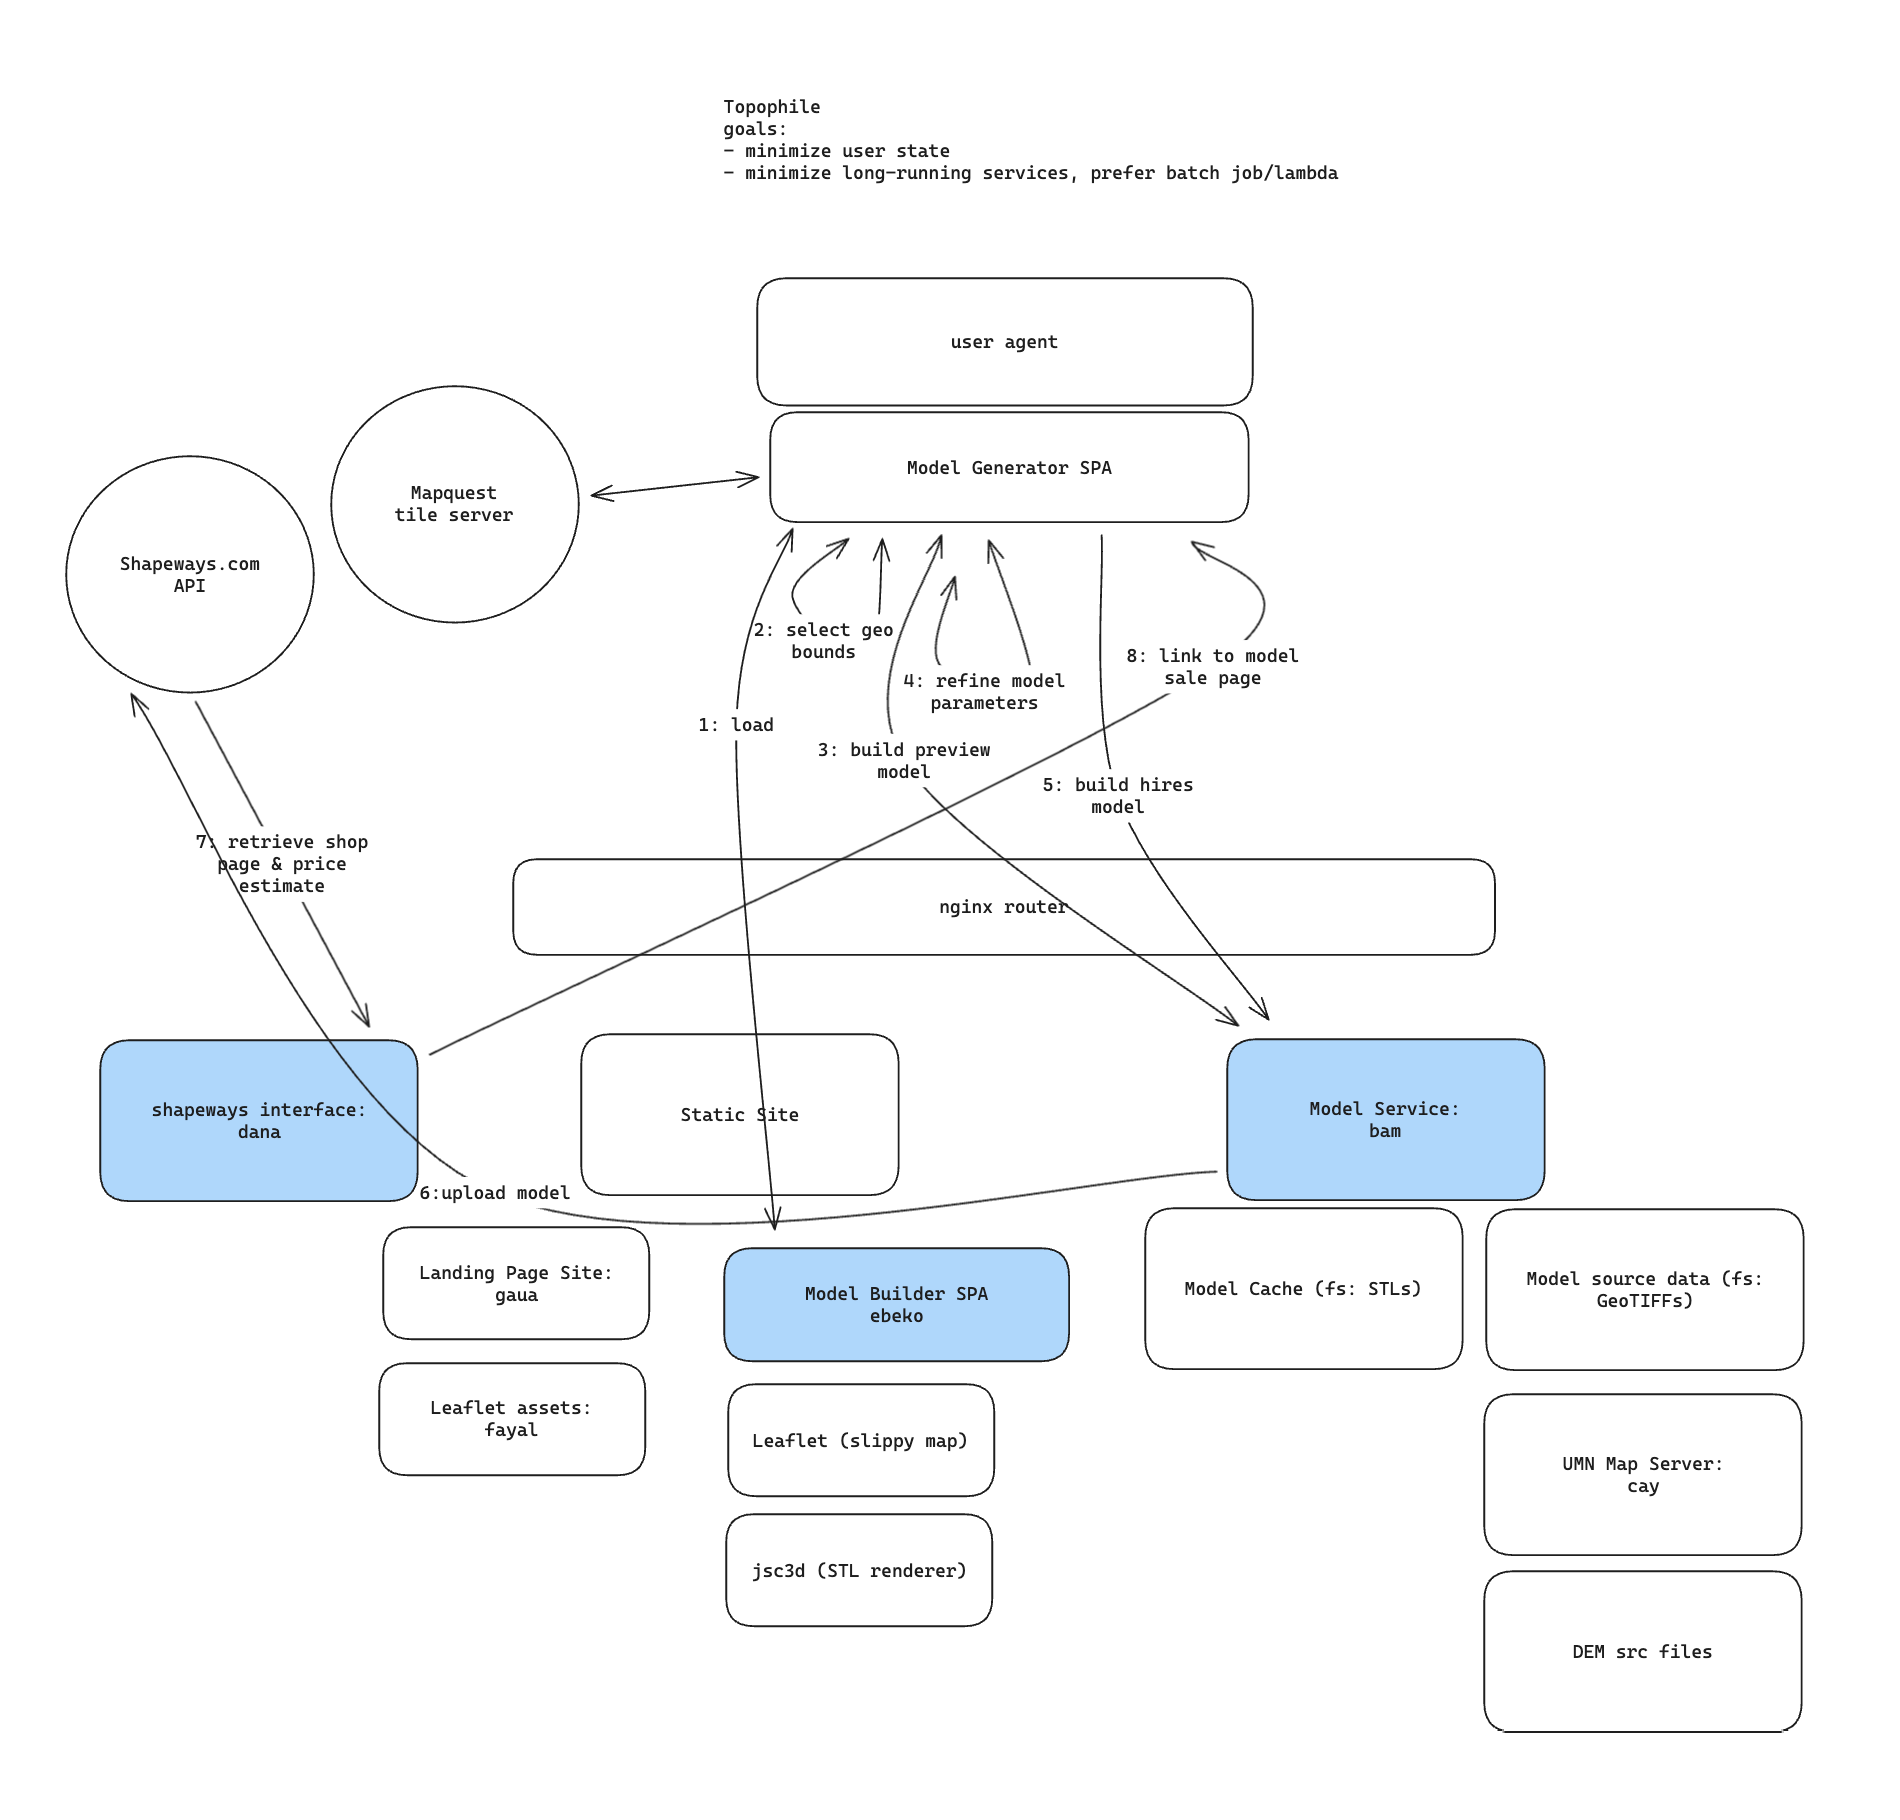 Topophile
goals:
- minimize user state
- minimize long-running services, prefer batch job/lambda
user agent
Model Generator SPA
Mapquest
tile server
Shapeways.com
API
2: select geo
bounds
8: link to model
sale page
4: refine model
parameters
1: load
3: build preview
model
5: build hires
model
7: retrieve shop
page & price
estimate
nginx router
shapeways interface:
dana
Static Site
Model Service:
bam
6:upload model
Landing Page Site:
gaua
Model Builder SPA
ebeko
Model Cache (fs: STLs)
Model source data (fs:
GeoTIFFs)
Leaflet assets:
fayal
Leaflet (slippy map)
UMN Map Server:
cay
jsc3d (STL renderer)
DEM src files